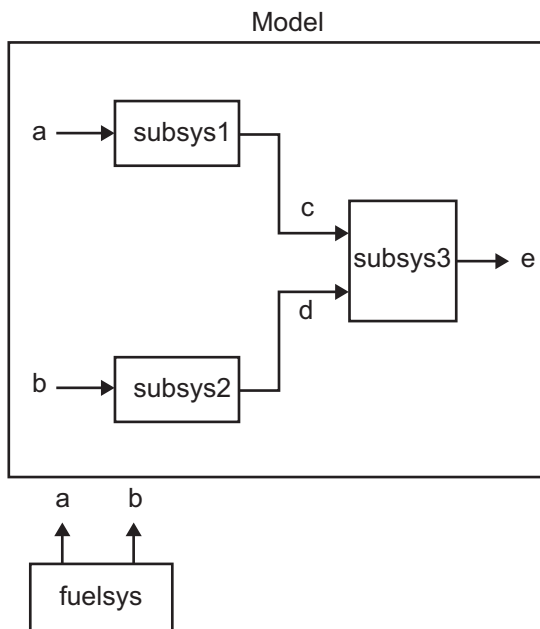 Model
a
subsys1
c
subsys3
e
d
b
subsys2
a b
fuelsys